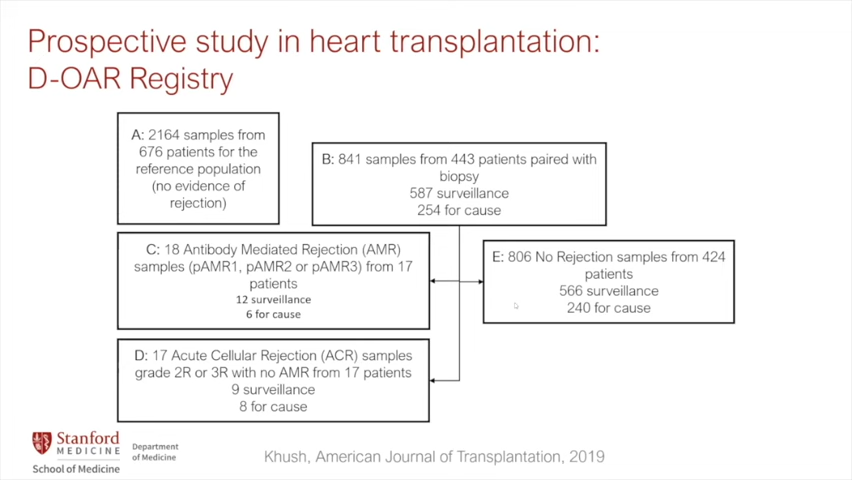 Prospective study in heart transplantation:
D-OAR Registry
A: 2164 samples from
676 patients for the
reference population
(no evidence of
rejection)
B: 841 samples from 443 patients paired with
biopsy
587 surveillance
254 for cause
C: 18 Antibody Mediated Rejection (AMR)
samples (pAMR1, pAMR2 or pAMR3) from 17
patients
12 surveillance
6 for cause
E: 806 No Rejection samples from 424
patients
566 surveillance
240 for cause
D: 17 Acute Cellular Rejection (ACR) samples
grade 2R or 3R with no AMR from 17 patients
9 surveillance
8 for cause
Stanford
MEDICINE
School of Medicine
Department
of Medicine
Khush, American Journal of Transplantation, 2019